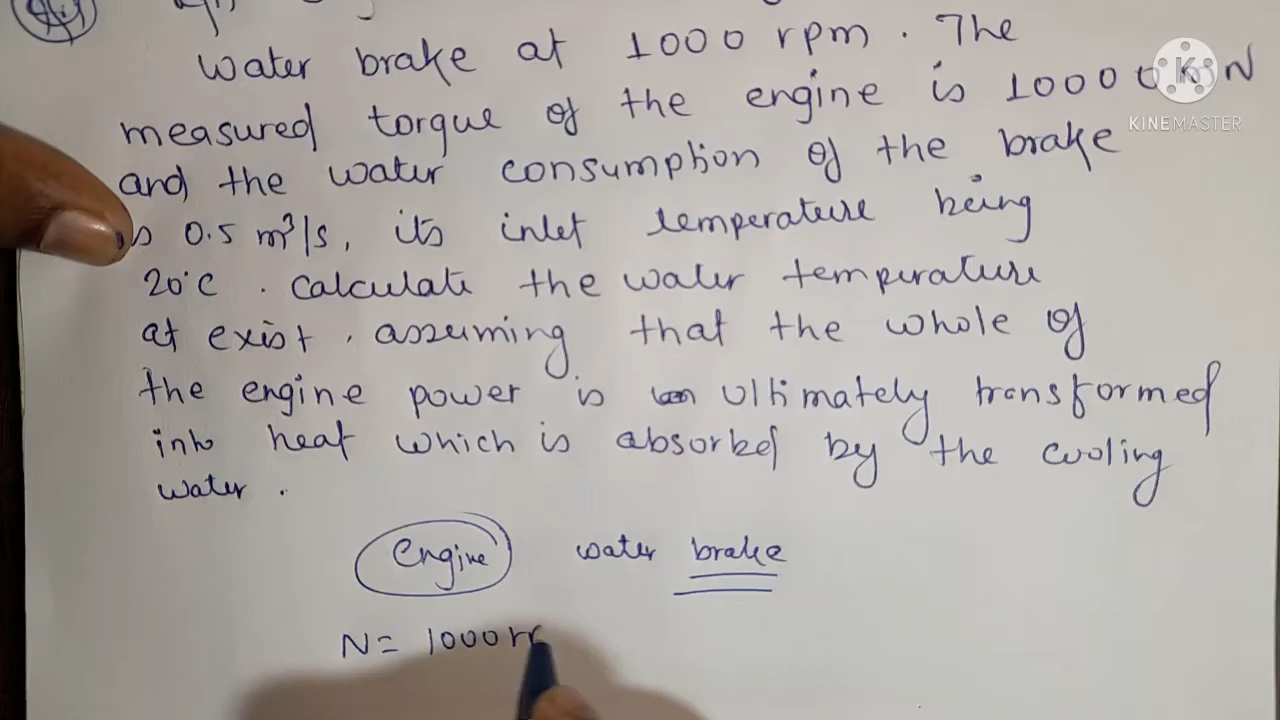 water brake at 1000 rpm. The
measured torque of the engine is 10000 N
KINEMASTER
and the water consumption of the brake
is 0.5 m³/s, its inlet temperature being
20°C. Calculate the water temperature
at exist. assuming that the whole of
the engine power is ultimately transformed
into heat which is absorbed by the cooling
water.
engine water brake
N= 1000 r